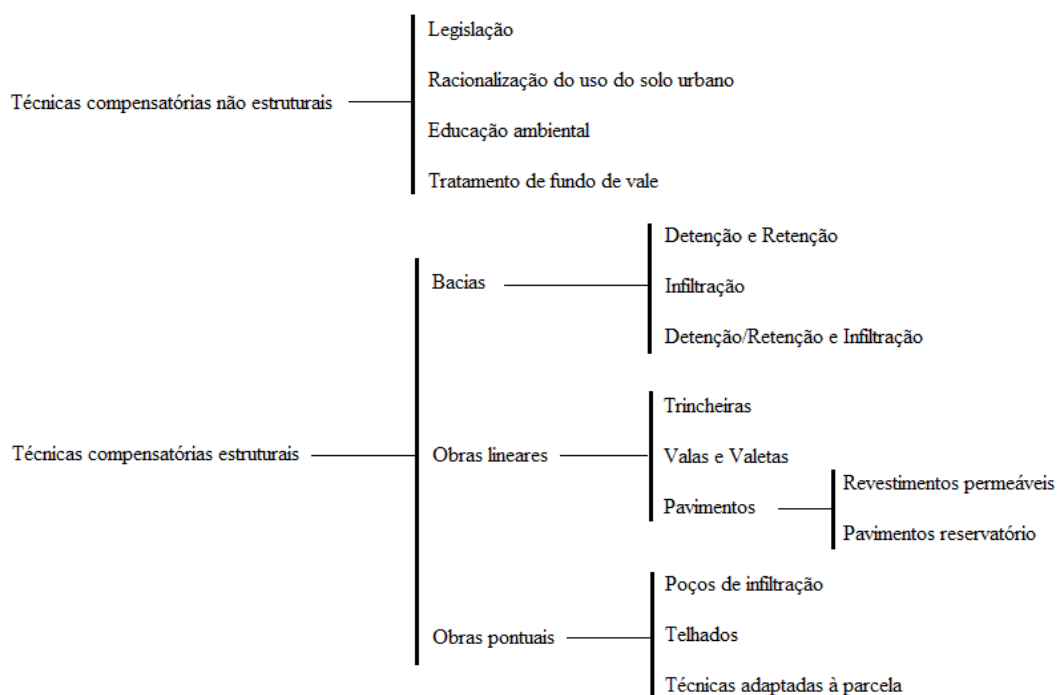 Legislação
Racionalização do uso do solo urbano
Técnicas compensatórias não estruturais
Educação ambiental
Tratamento de fundo de vale
Detenção e Retenção
Bacias
Infiltração
Detenção/Retenção e Infiltração
Trincheiras
Técnicas compensatórias estruturais
Obras lineares
Valas e Valetas
Revestimentos permeáveis
Pavimentos
Pavimentos reservatório
Poços de infiltração
Obras pontuais
Telhados
Técnicas adaptadas à parcela